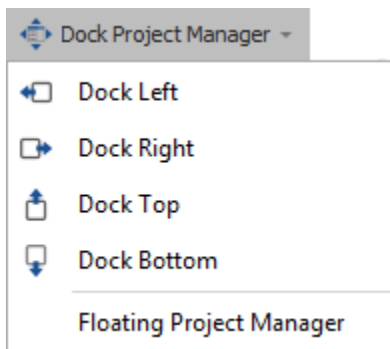 Dock Project Manager
Dock Left
Dock Right
Dock Top
Dock Bottom
Floating Project Manager